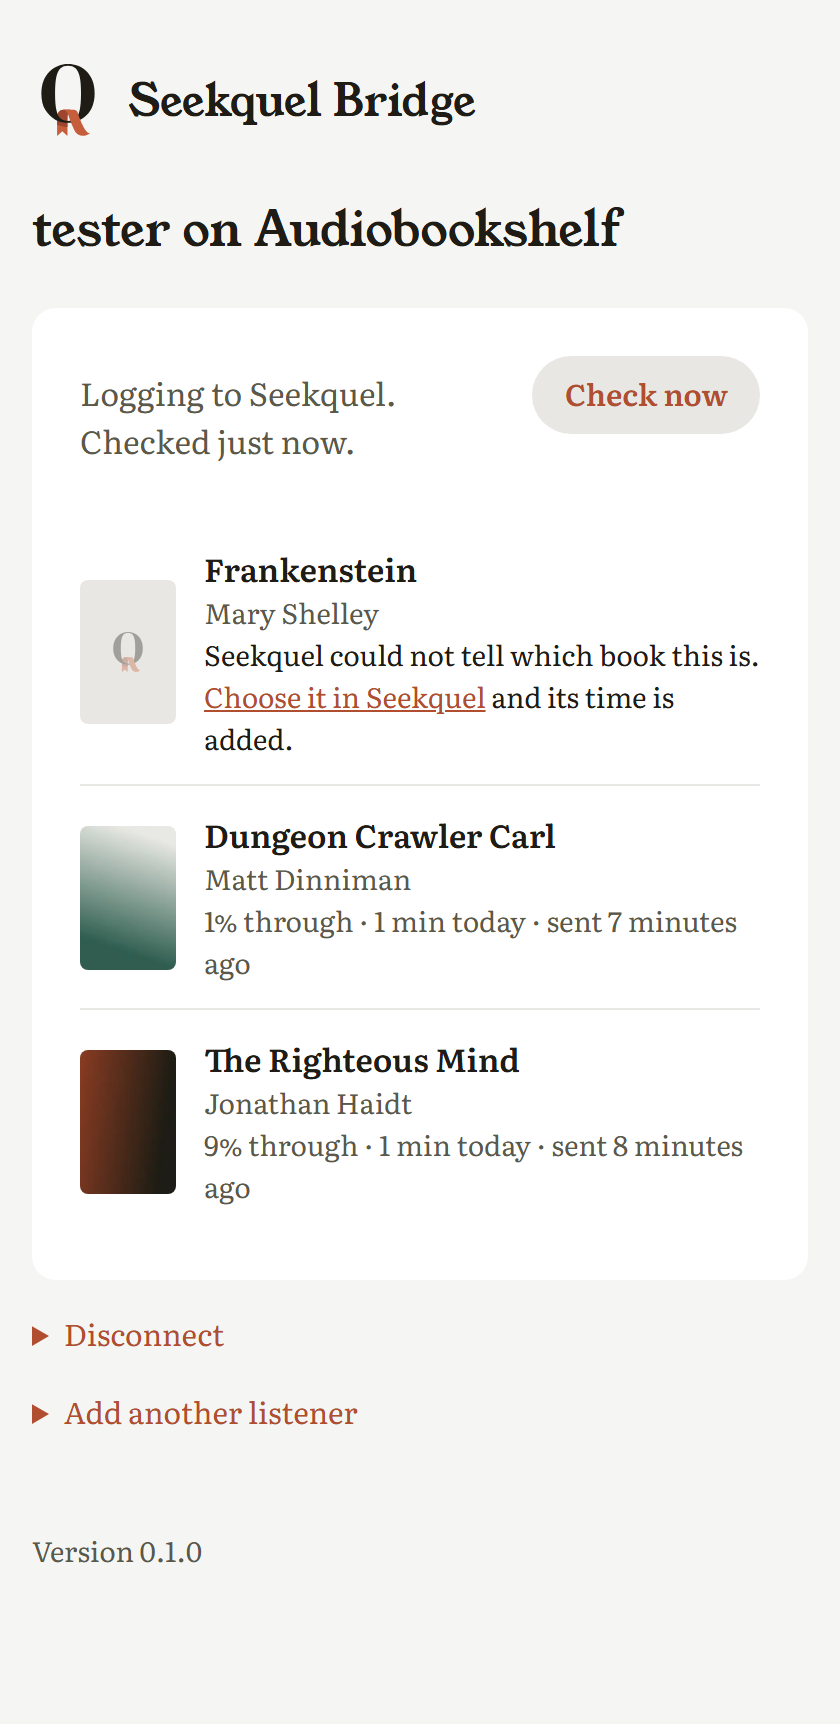 Q Seekquel Bridge
tester on Audiobookshelf
Logging to Seekquel.
Checked just now.
Check now
Q
Frankenstein
Mary Shelley
Seekquel could not tell which book this is.
Choose it in Seekquel and its time is
added.
Dungeon Crawler Carl
Matt Dinniman
1% through · 1 min today · sent 7 minutes
ago
The Righteous Mind
Jonathan Haidt
9% through · 1 min today · sent 8 minutes
ago
Disconnect
Add another listener
Version 0.1.0